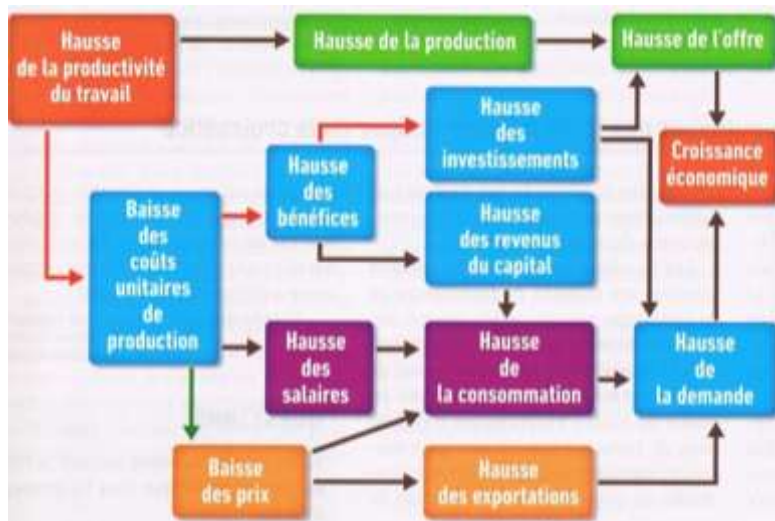 Hausse
de la productivité
du travail
Hausse de la production
Hausse de l'offre
Hausse
des
investissements
Croissance
économique
Hausse
des
bénéfices
Baisse
des
coûts
unitaires
de
production
Hausse
des revenus
du capital
Hausse
des
salaires
Hausse
de
la consommation
Hausse
de
la demande
Baisse
des prix
Hausse
des exportations